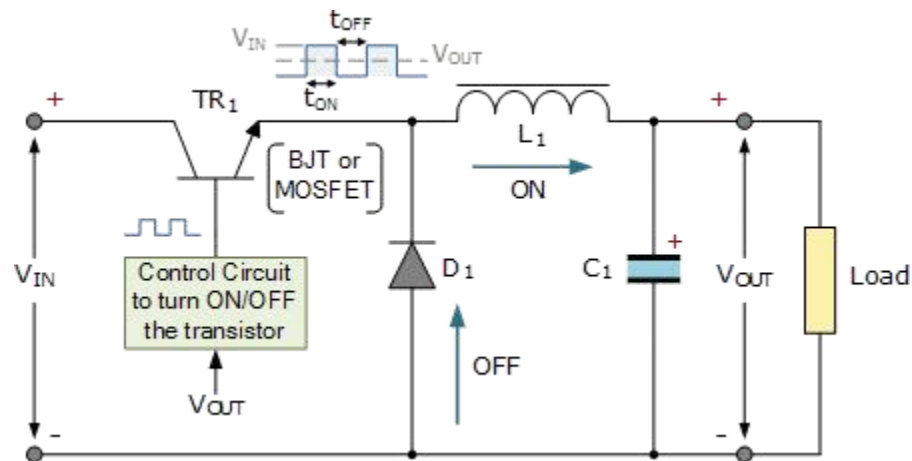 tOFF
VIN
VOUT
tON
+
TR1
+
L1
BJT or
MOSFET
ON
VIN
Control Circuit
to turn ON/OFF
the transistor
D1
C1
+
VOUT
Load
OFF
VOUT
-
-